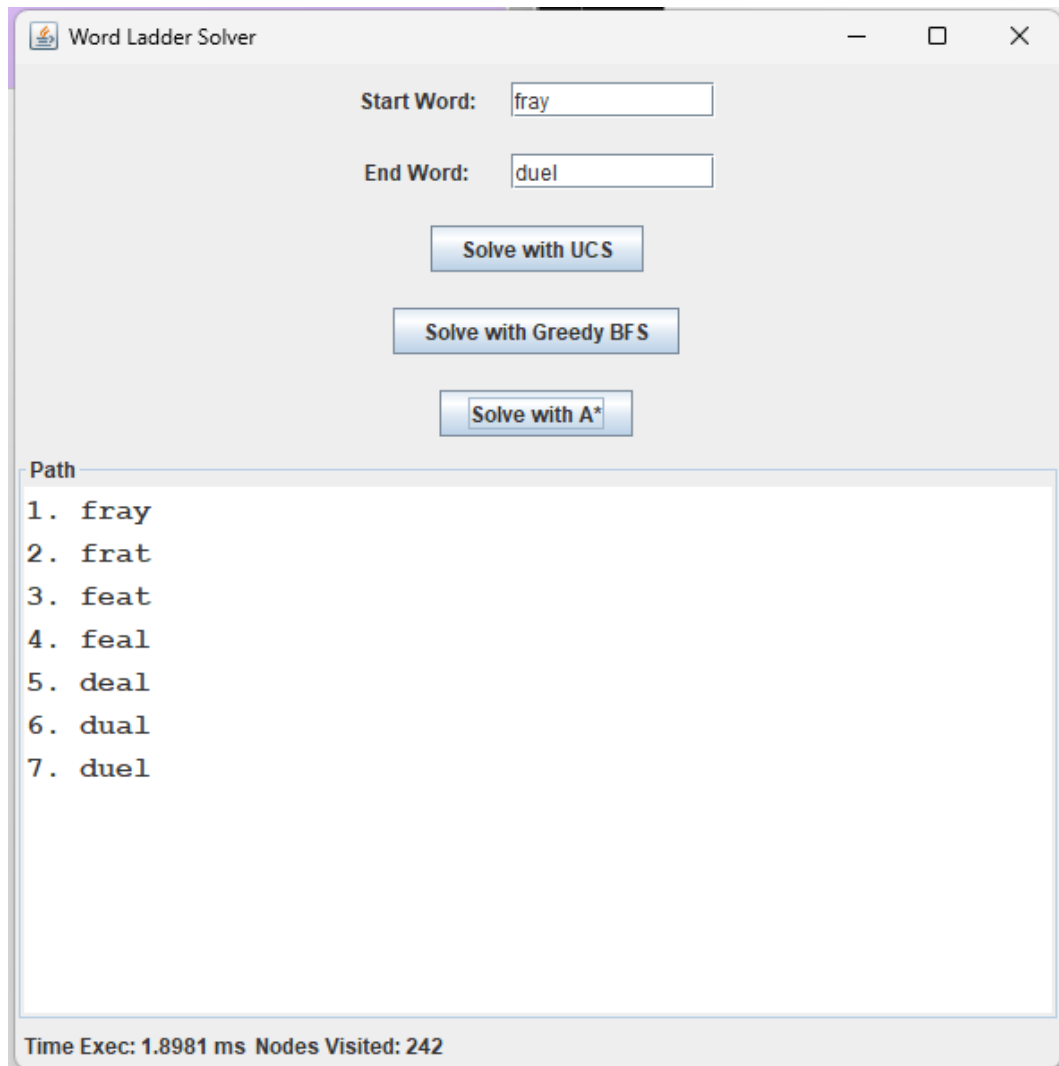 Word Ladder Solver
Start Word: fray
End Word: duel
Solve with UCS
Solve with Greedy BFS
Solve with A*
Path
1. fray
2. frat
3. feat
4. feal
5. deal
6. dual
7. duel
Time Exec: 1.8981 ms Nodes Visited: 242